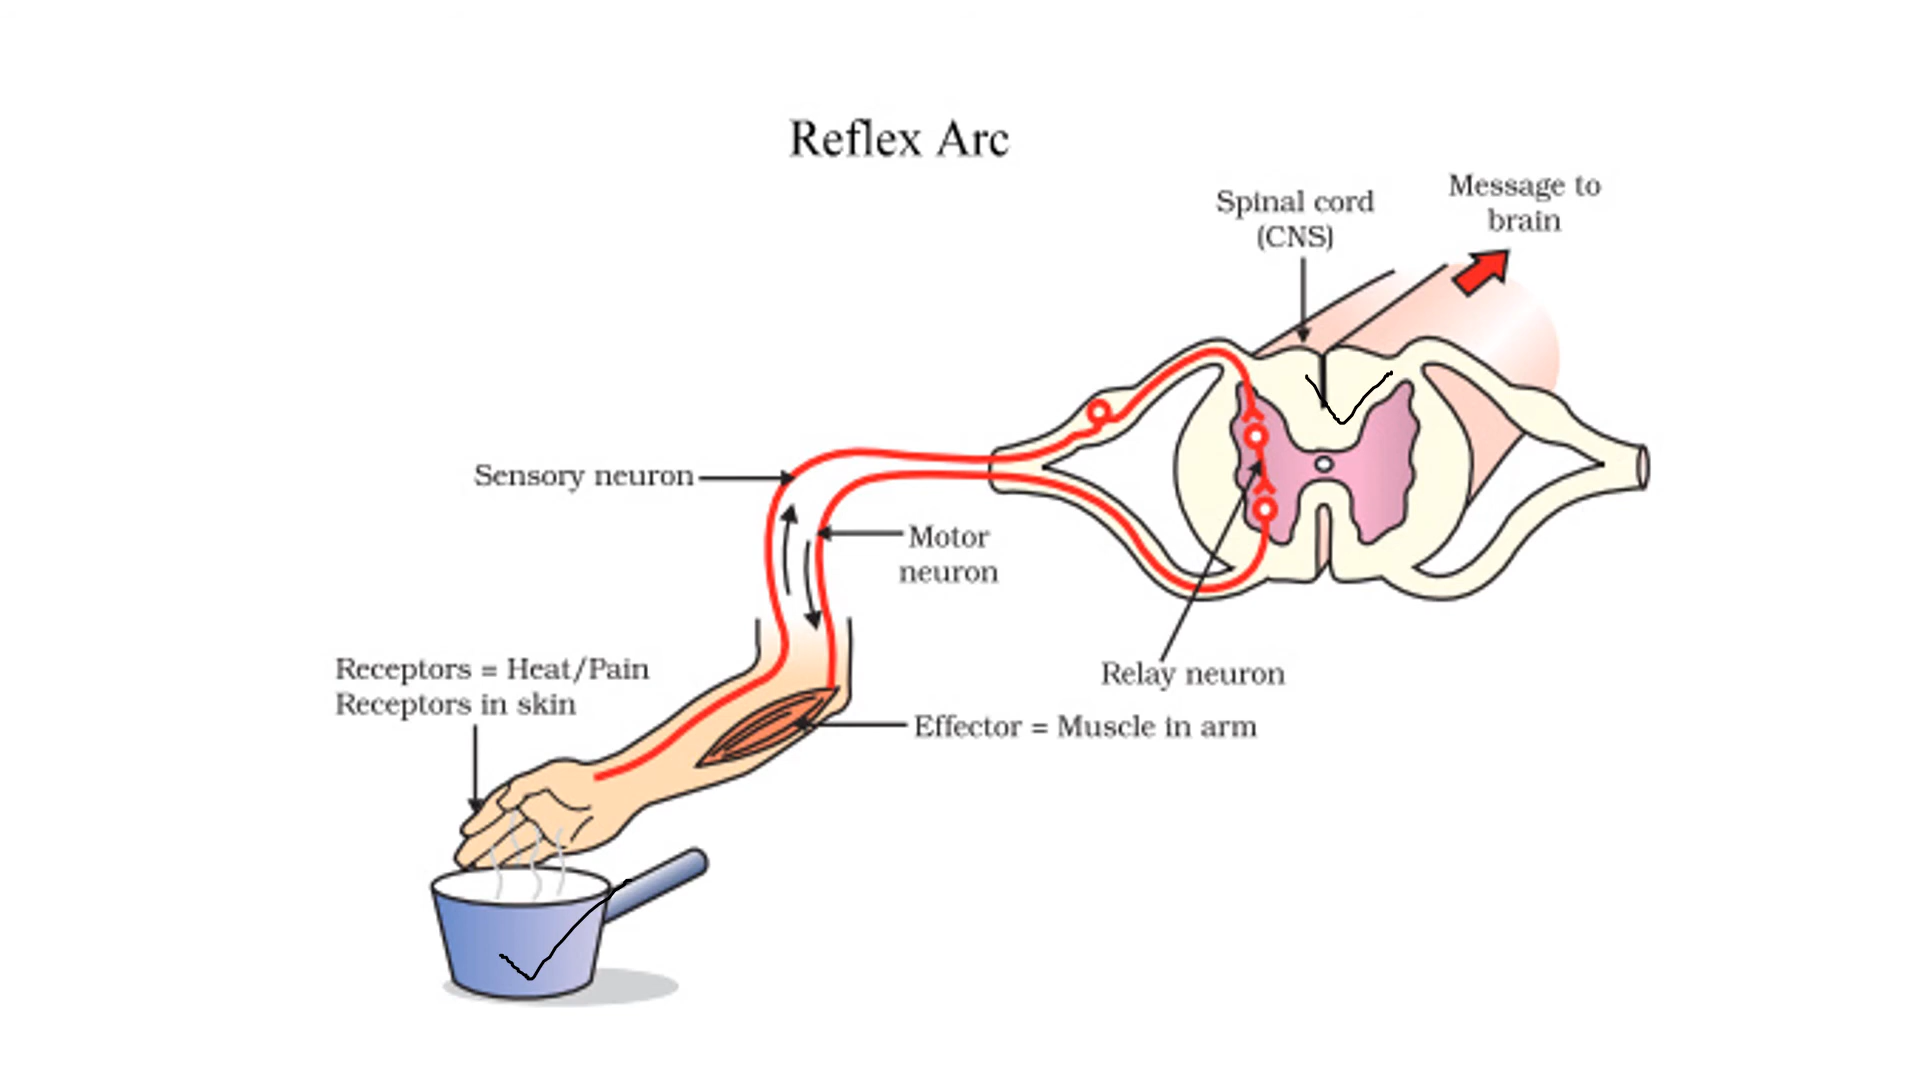 Reflex Arc
Spinal cord
(CNS)
Message to
brain
Sensory neuron
Motor
neuron
Receptors = Heat/Pain
Receptors in skin
Relay neuron
Effector = Muscle in arm